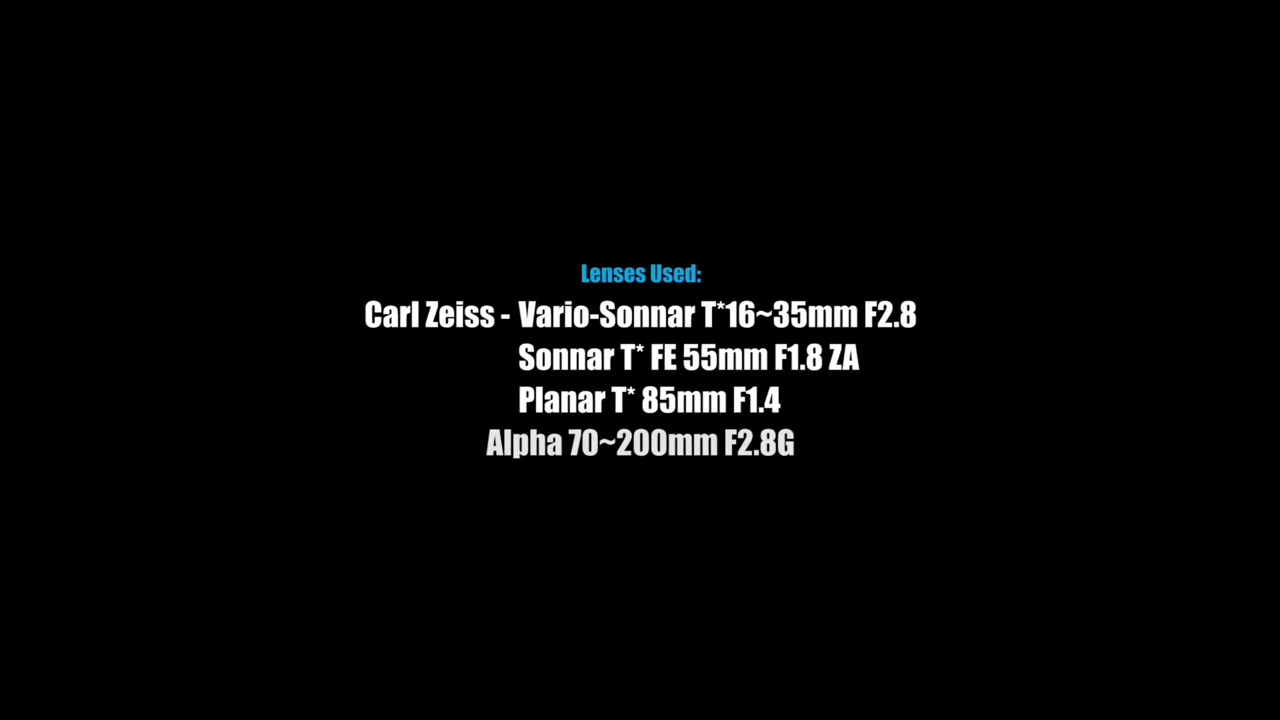 Lenses Used:
Carl Zeiss - Vario-Sonnar T*16~35mm F2.8
Sonnar T* FE 55mm F1.8 ZA
Planar T* 85mm F1.4
Alpha 70~200mm F2.8G